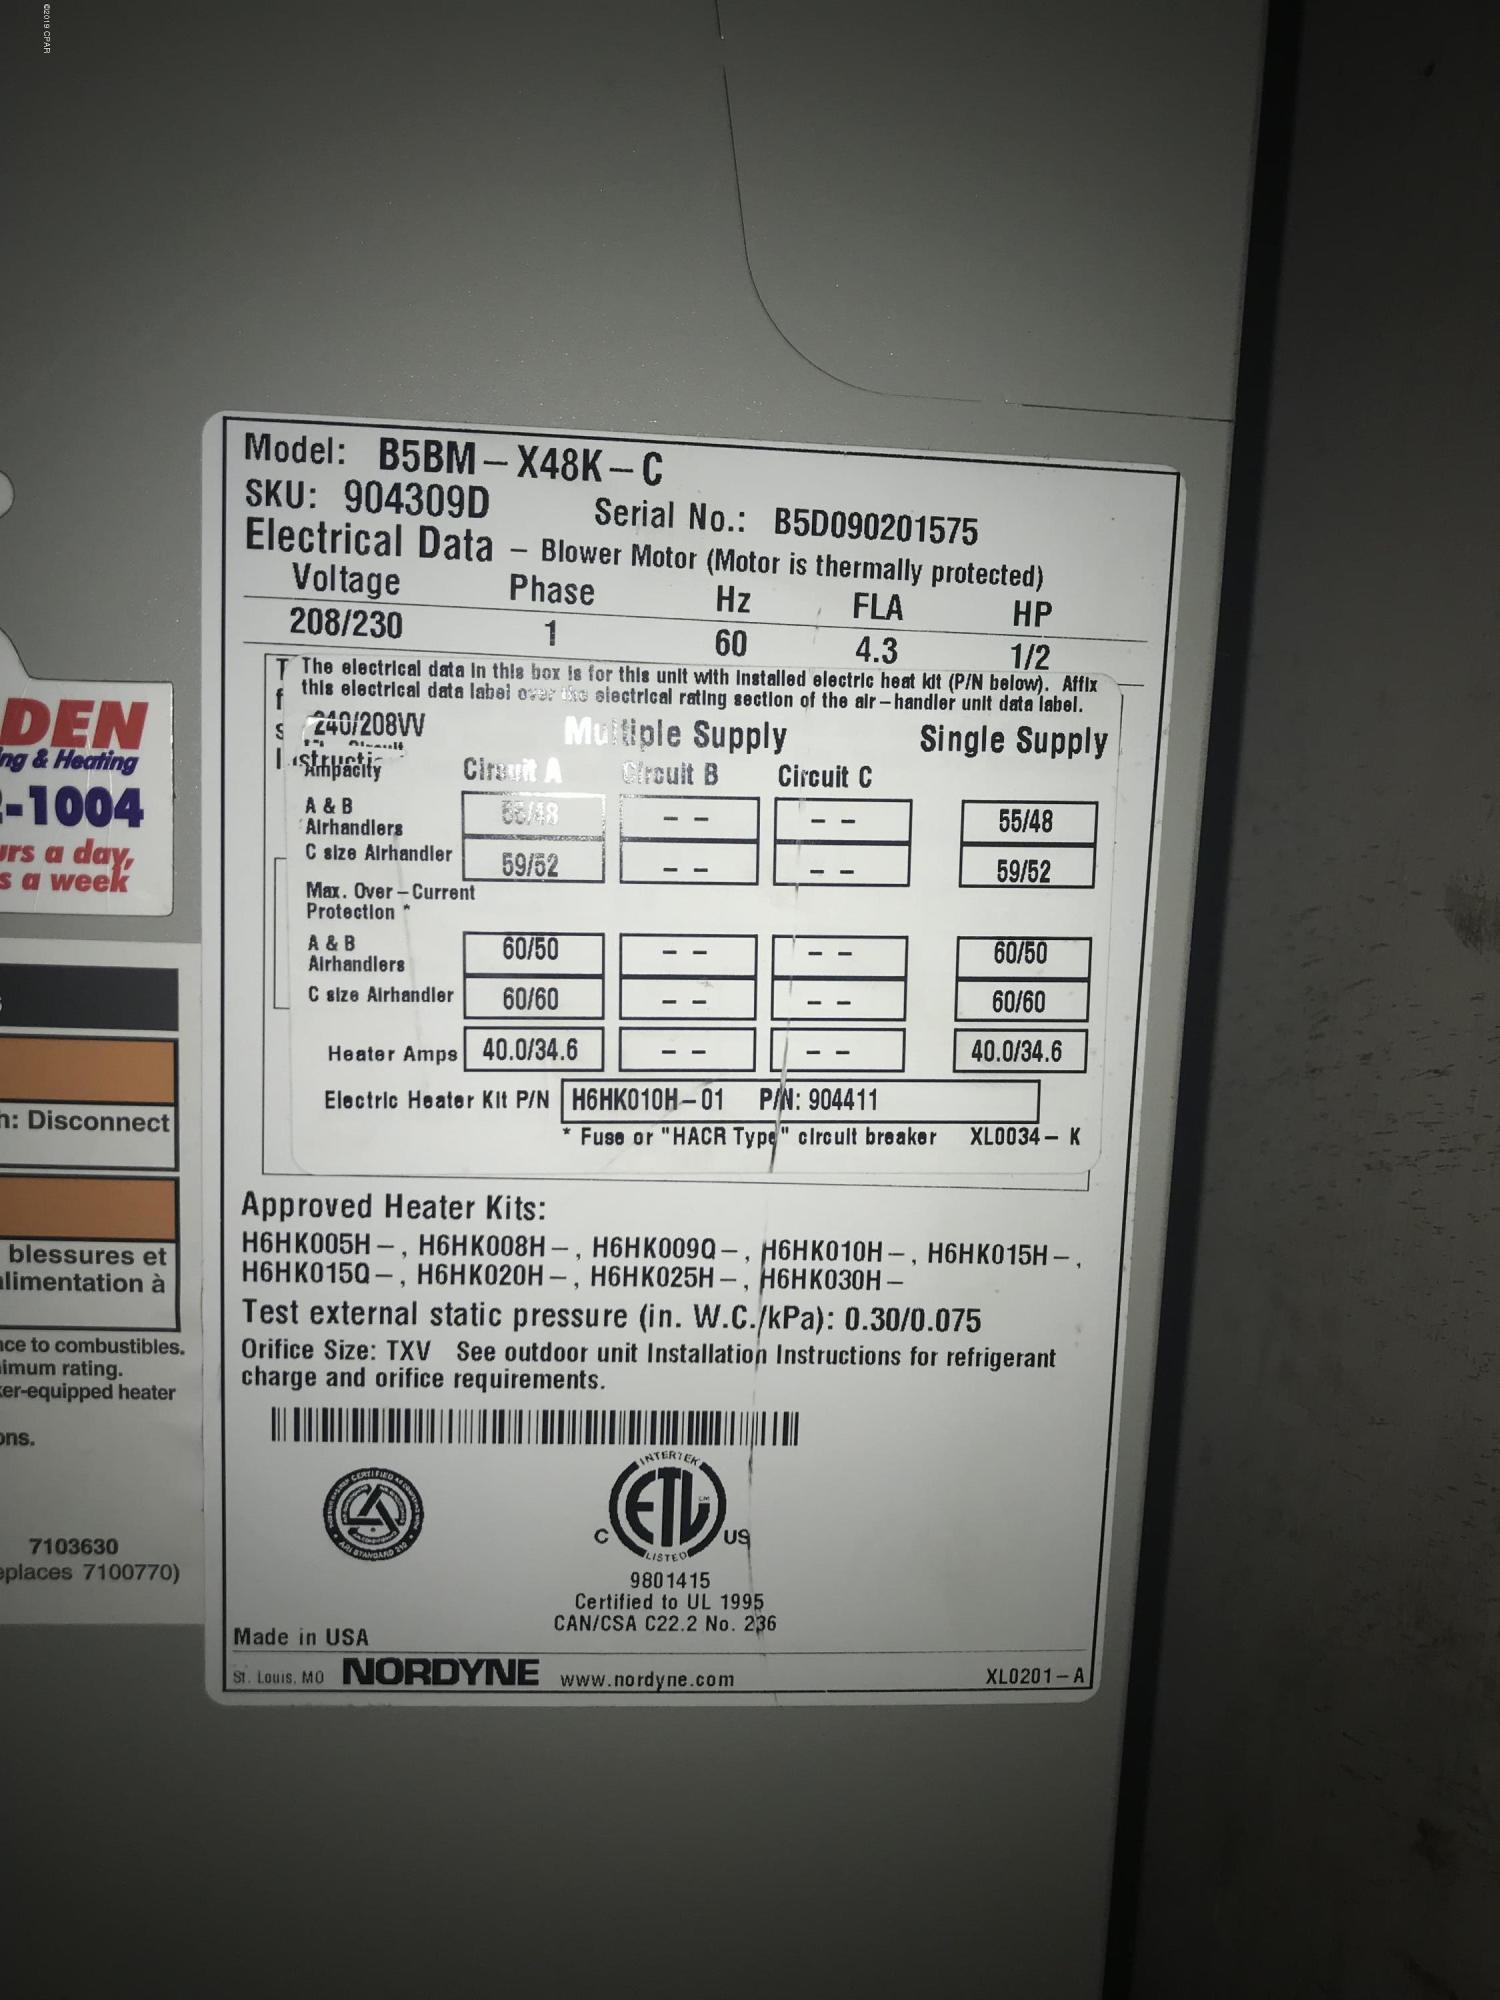 ©2019 CPAR
Model: B5BM-X48K-C
SKU: 904309D Serial No.: B5D090201575
Electrical Data - Blower Motor (Motor is thermally protected)
Voltage Phase Hz FLA HP
208/230 1 60 4.3 1/2
The electrical data in this box is for this unit with installed electric heat kit (P/N below). Affix
this electrical data label over the electrical rating section of the air-handler unit data label.
240/208VV Multiple Supply Single Supply
Ampacity Circuit A Circuit B Circuit C
A & B
Airhandlers 55/48 -- -- 55/48
C size Airhandler 59/52 -- -- 59/52
Max. Over-Current
Protection *
A & B
Airhandlers 60/50 -- -- 60/50
C size Airhandler 60/60 -- -- 60/60
Heater Amps 40.0/34.6 -- -- 40.0/34.6
Electric Heater Kit P/N H6HK010H-01 P/N: 904411
* Fuse or "HACR Type" circuit breaker XL0034-K
Approved Heater Kits:
H6HK005H-, H6HK008H-, H6HK009Q-, H6HK010H-, H6HK015H-,
H6HK015Q-, H6HK020H-, H6HK025H-, H6HK030H-
Test external static pressure (in. W.C./kPa): 0.30/0.075
Orifice Size: TXV See outdoor unit Installation Instructions for refrigerant
charge and orifice requirements.
INTERTEK
ETL CM
C US
LISTED
9801415
Certified to UL 1995
CAN/CSA C22.2 No. 236
Made in USA
St. Louis, MO NORDYNE www.nordyne.com XL0201-A
DEN
ng & Heating
-1004
urs a day,
s a week
h: Disconnect
blessures et
limentation à
nce to combustibles.
nimum rating.
ker-equipped heater
ons.
7103630
eplaces 7100770)